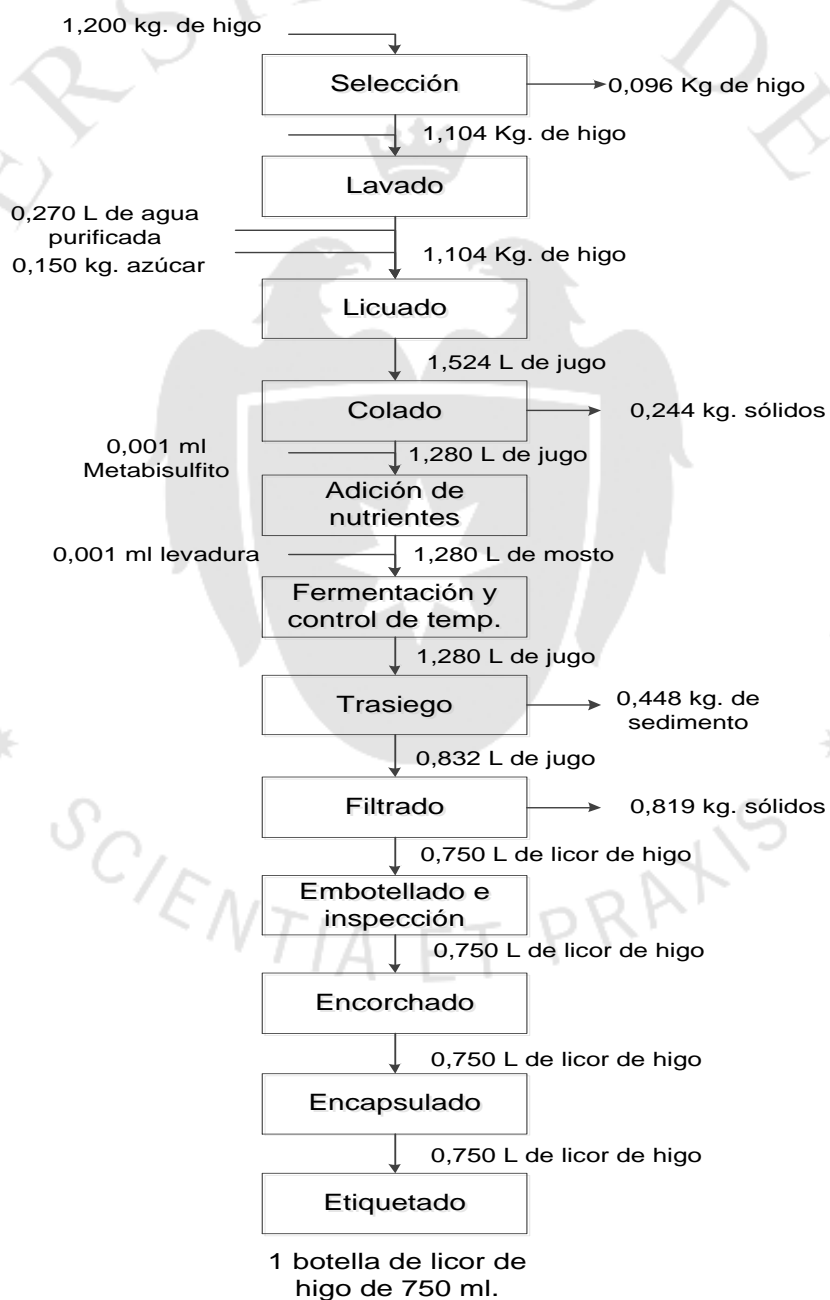 1,200 kg. de higo
Selección
0,096 Kg de higo
1,104 Kg. de higo
Lavado
0,270 L de agua
purificada
0,150 kg. azúcar
1,104 Kg. de higo
Licuado
1,524 L de jugo
Colado
0,244 kg. sólidos
0,001 ml
Metabisulfito
1,280 L de jugo
Adición de
nutrientes
0,001 ml levadura
1,280 L de mosto
Fermentación y
control de temp.
1,280 L de jugo
Trasiego
0,448 kg. de
sedimento
0,832 L de jugo
Filtrado
0,819 kg. sólidos
0,750 L de licor de higo
Embotellado e
inspección
0,750 L de licor de higo
Encorchado
0,750 L de licor de higo
Encapsulado
0,750 L de licor de higo
Etiquetado
1 botella de licor de
higo de 750 ml.
SCIENTIA ET PRAXIS